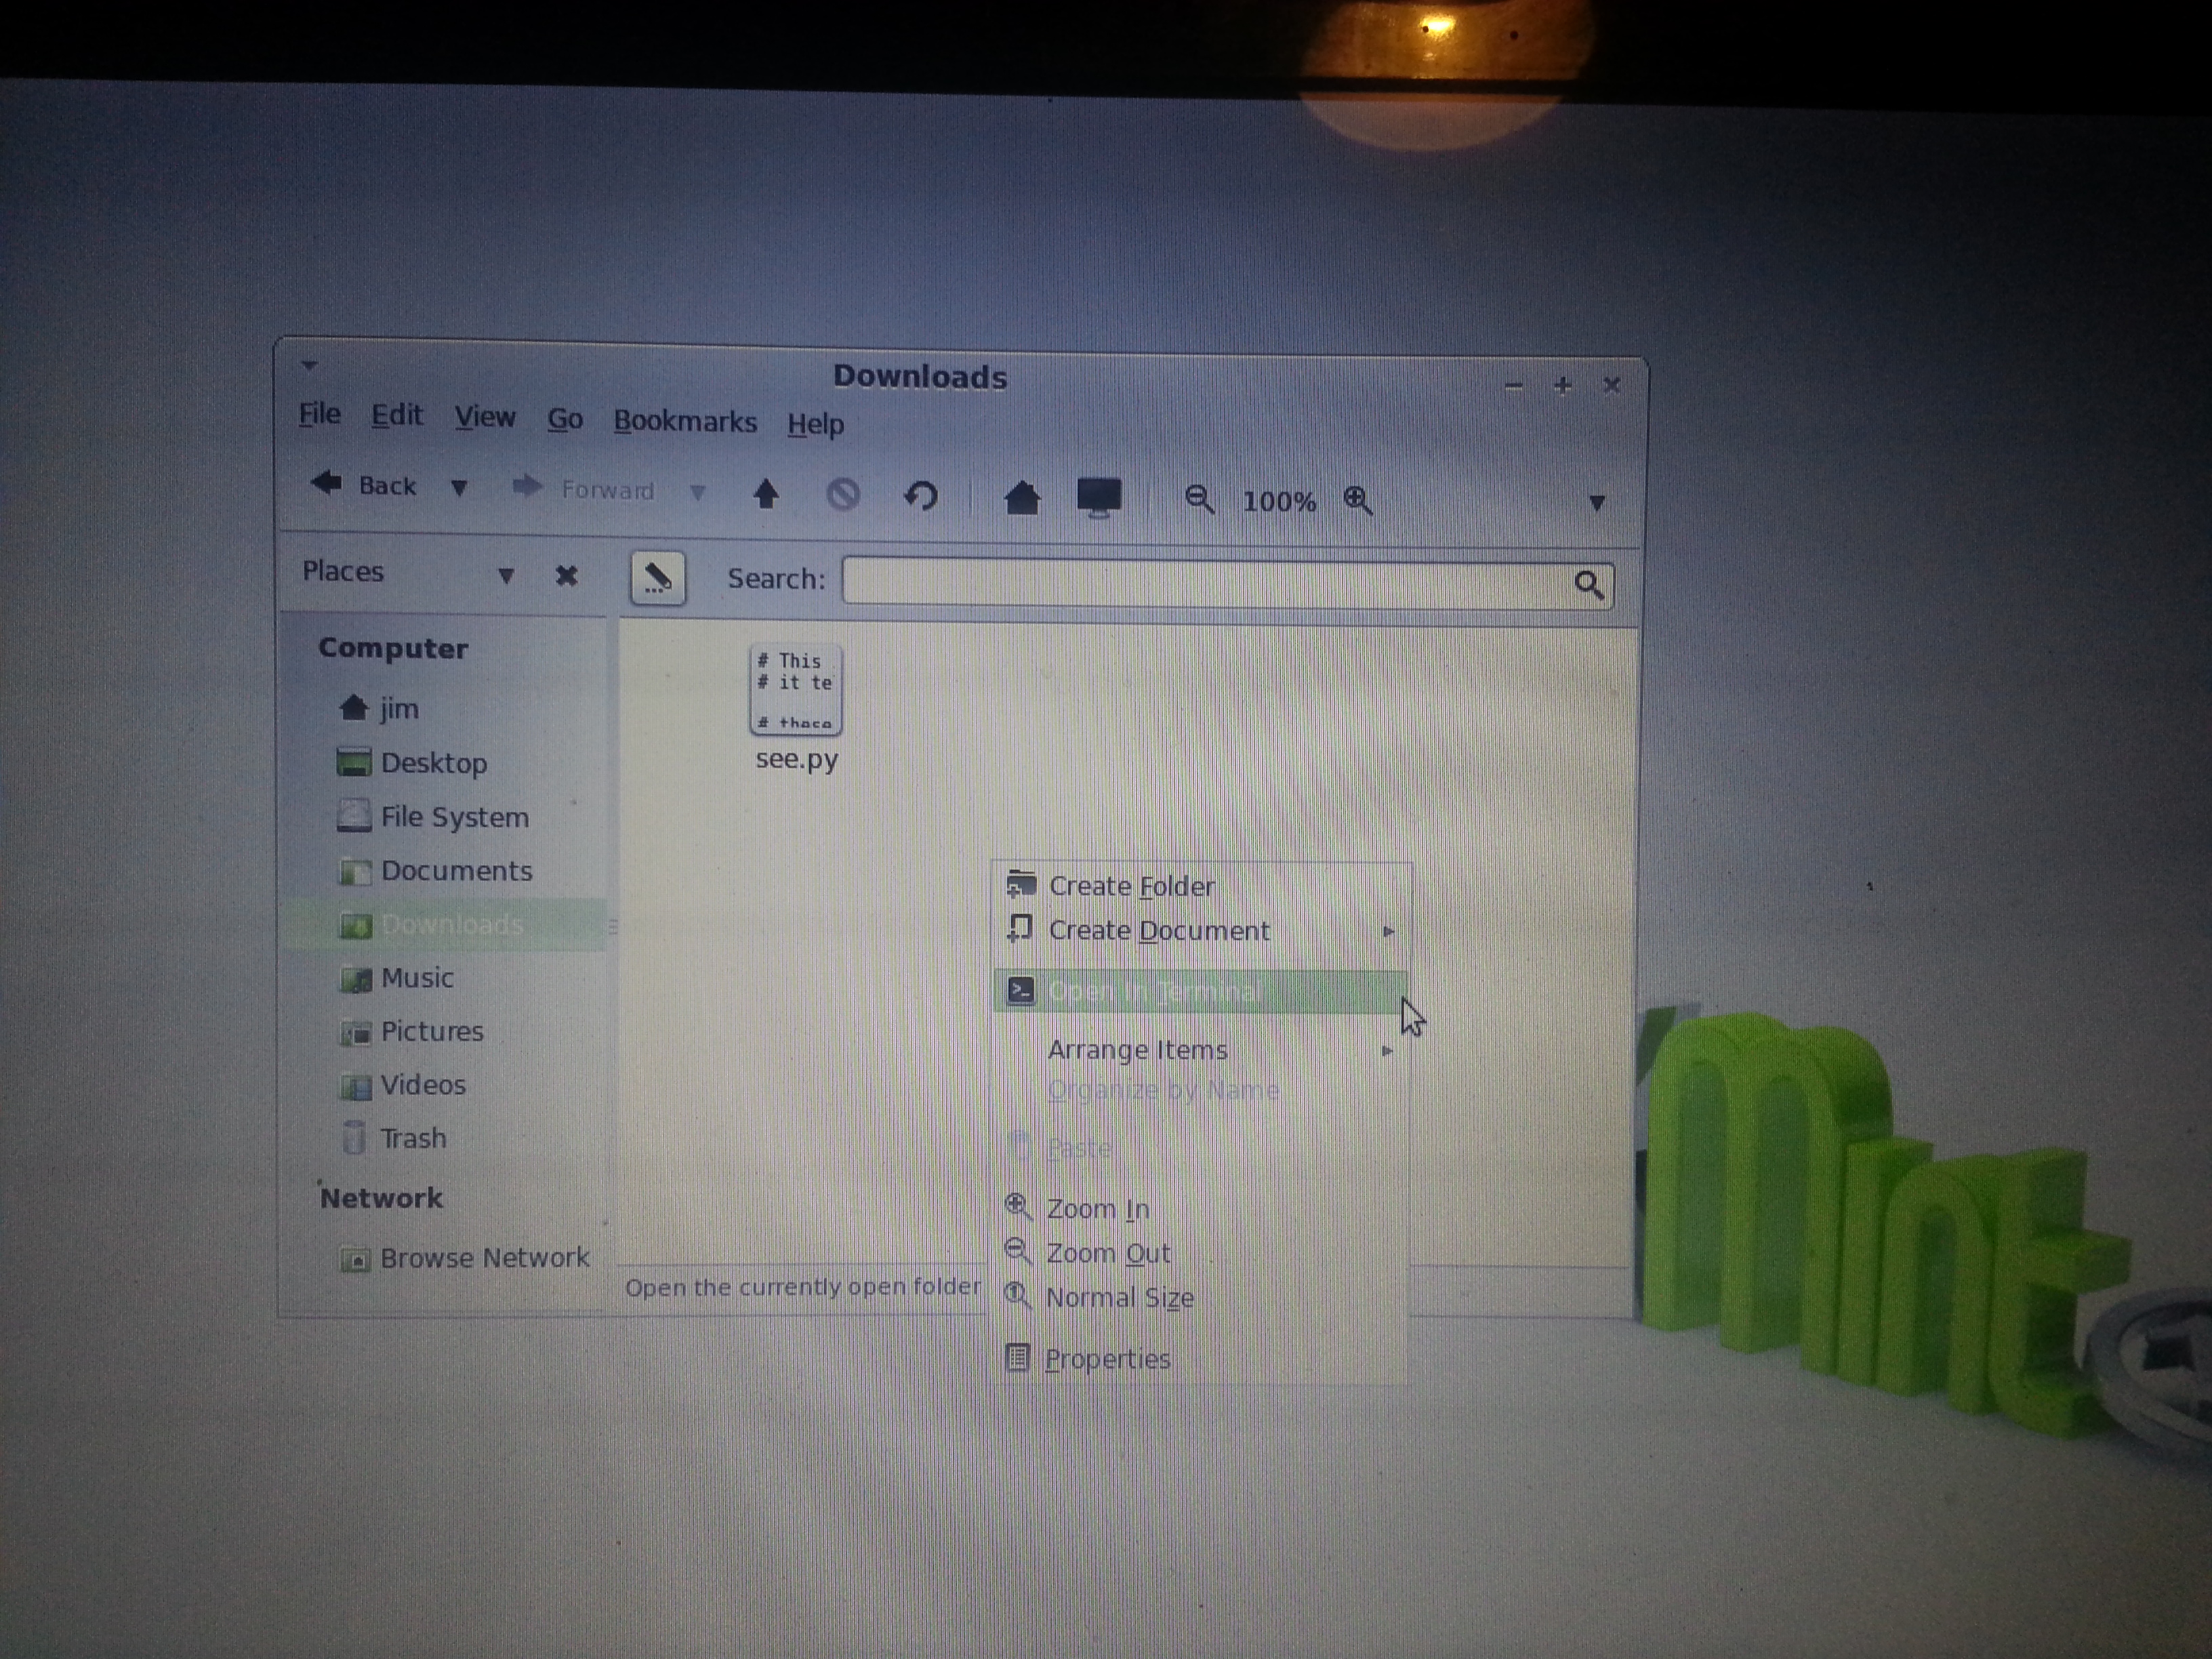 Downloads
File Edit View Go Bookmarks Help
Back Forward 100%
Places Search:
Computer
jim
Desktop
File System
Documents
Downloads
Music
Pictures
Videos
Trash
Network
Browse Network
# This
# it te
# these
see.py
Create Folder
Create Document
Open In Terminal
Arrange Items
Organize by Name
Paste
Zoom In
Zoom Out
Normal Size
Properties
Open the currently open folder
mint